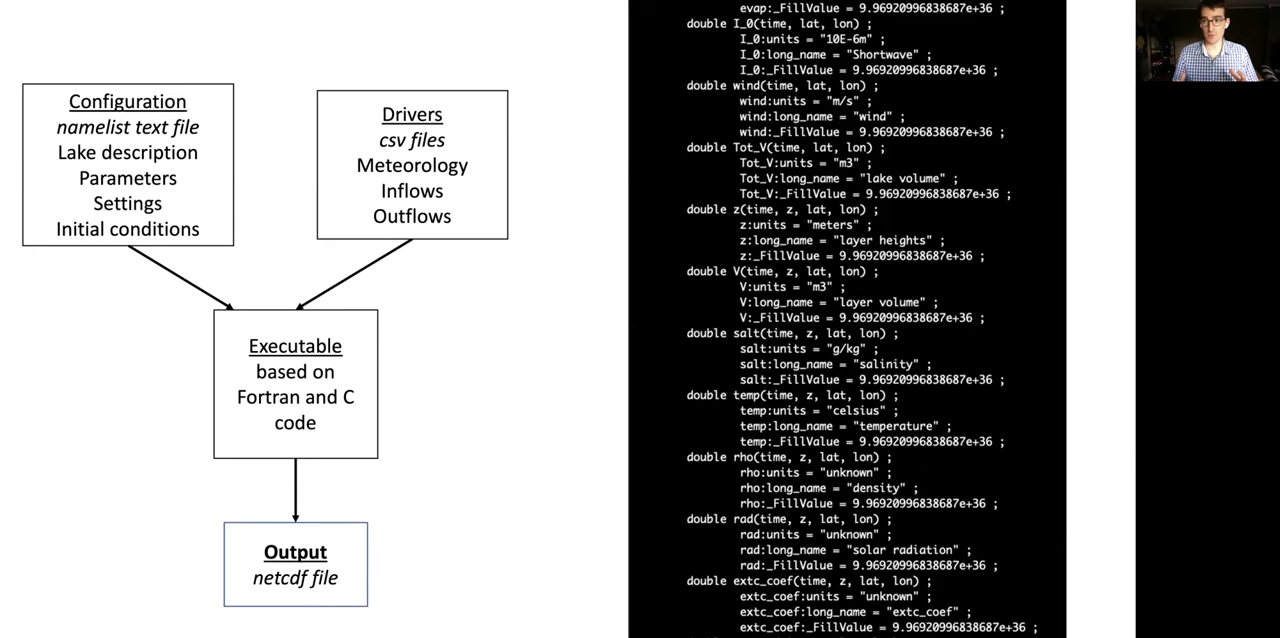 Configuration
namelist text file
Lake description
Parameters
Settings
Initial conditions
Drivers
csv files
Meteorology
Inflows
Outflows
Executable
based on
Fortran and C
code
Output
netcdf file
evap:_FillValue = 9.96920996838687e+36 ;
double I_0(time, lat, lon) ;
I_0:units = "10E-6m" ;
I_0:long_name = "Shortwave" ;
I_0:_FillValue = 9.96920996838687e+36 ;
double wind(time, lat, lon) ;
wind:units = "m/s" ;
wind:long_name = "wind" ;
wind:_FillValue = 9.96920996838687e+36 ;
double Tot_V(time, lat, lon) ;
Tot_V:units = "m3" ;
Tot_V:long_name = "lake volume" ;
Tot_V:_FillValue = 9.96920996838687e+36 ;
double z(time, z, lat, lon) ;
z:units = "meters" ;
z:long_name = "layer heights" ;
z:_FillValue = 9.96920996838687e+36 ;
double V(time, z, lat, lon) ;
V:units = "m3" ;
V:long_name = "layer volume" ;
V:_FillValue = 9.96920996838687e+36 ;
double salt(time, z, lat, lon) ;
salt:units = "g/kg" ;
salt:long_name = "salinity" ;
salt:_FillValue = 9.96920996838687e+36 ;
double temp(time, z, lat, lon) ;
temp:units = "celsius" ;
temp:long_name = "temperature" ;
temp:_FillValue = 9.96920996838687e+36 ;
double rho(time, z, lat, lon) ;
rho:units = "unknown" ;
rho:long_name = "density" ;
rho:_FillValue = 9.96920996838687e+36 ;
double rad(time, z, lat, lon) ;
rad:units = "unknown" ;
rad:long_name = "solar radiation" ;
rad:_FillValue = 9.96920996838687e+36 ;
double extc_coef(time, z, lat, lon) ;
extc_coef:units = "unknown" ;
extc_coef:long_name = "extc_coef" ;
extc_coef:_FillValue = 9.96920996838687e+36 ;